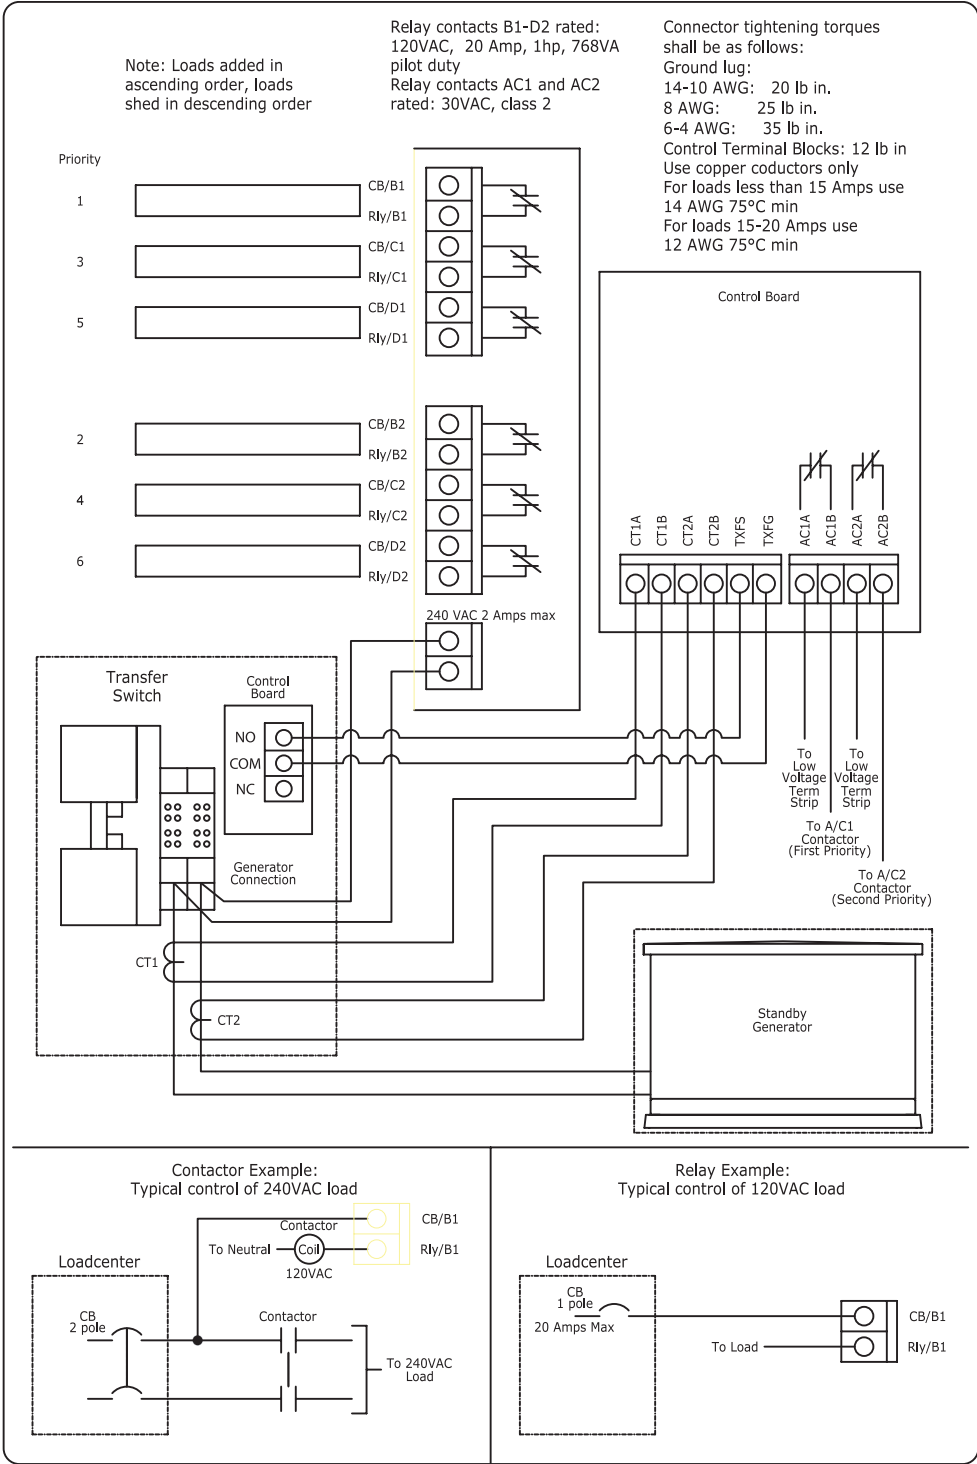 Note: Loads added in
ascending order, loads
shed in descending order
Relay contacts B1-D2 rated:
120VAC, 20 Amp, 1hp, 768VA
pilot duty
Relay contacts AC1 and AC2
rated: 30VAC, class 2
Connector tightening torques
shall be as follows:
Ground lug:
14-10 AWG: 20 lb in.
8 AWG: 25 lb in.
6-4 AWG: 35 lb in.
Control Terminal Blocks: 12 lb in
Use copper coductors only
For loads less than 15 Amps use
14 AWG 75°C min
For loads 15-20 Amps use
12 AWG 75°C min
Priority
1
CB/B1
Rly/B1
3
CB/C1
Rly/C1
5
CB/D1
Rly/D1
2
CB/B2
Rly/B2
4
CB/C2
Rly/C2
6
CB/D2
Rly/D2
240 VAC 2 Amps max
Control Board
CT1A
CT1B
CT2A
CT2B
TXFS
TXFG
AC1A
AC1B
AC2A
AC2B
To
Low
Voltage
Term
Strip
To
Low
Voltage
Term
Strip
To A/C1
Contactor
(First Priority)
To A/C2
Contactor
(Second Priority)
Transfer
Switch
Control
Board
NO
COM
NC
Generator
Connection
CT1
CT2
Standby
Generator
Contactor Example:
Typical control of 240VAC load
Contactor
To Neutral
Coil
120VAC
CB/B1
Rly/B1
Loadcenter
CB
2 pole
Contactor
To 240VAC
Load
Relay Example:
Typical control of 120VAC load
Loadcenter
CB
1 pole
20 Amps Max
To Load
CB/B1
Rly/B1